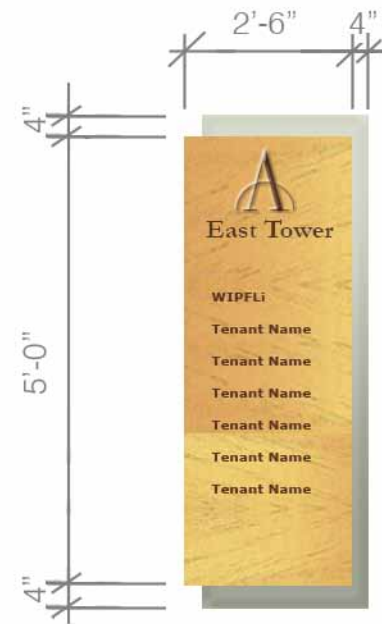 2’-6” 4”
4”
5’-0”
4”
A
East Tower
WIPFLi
Tenant Name
Tenant Name
Tenant Name
Tenant Name
Tenant Name
Tenant Name